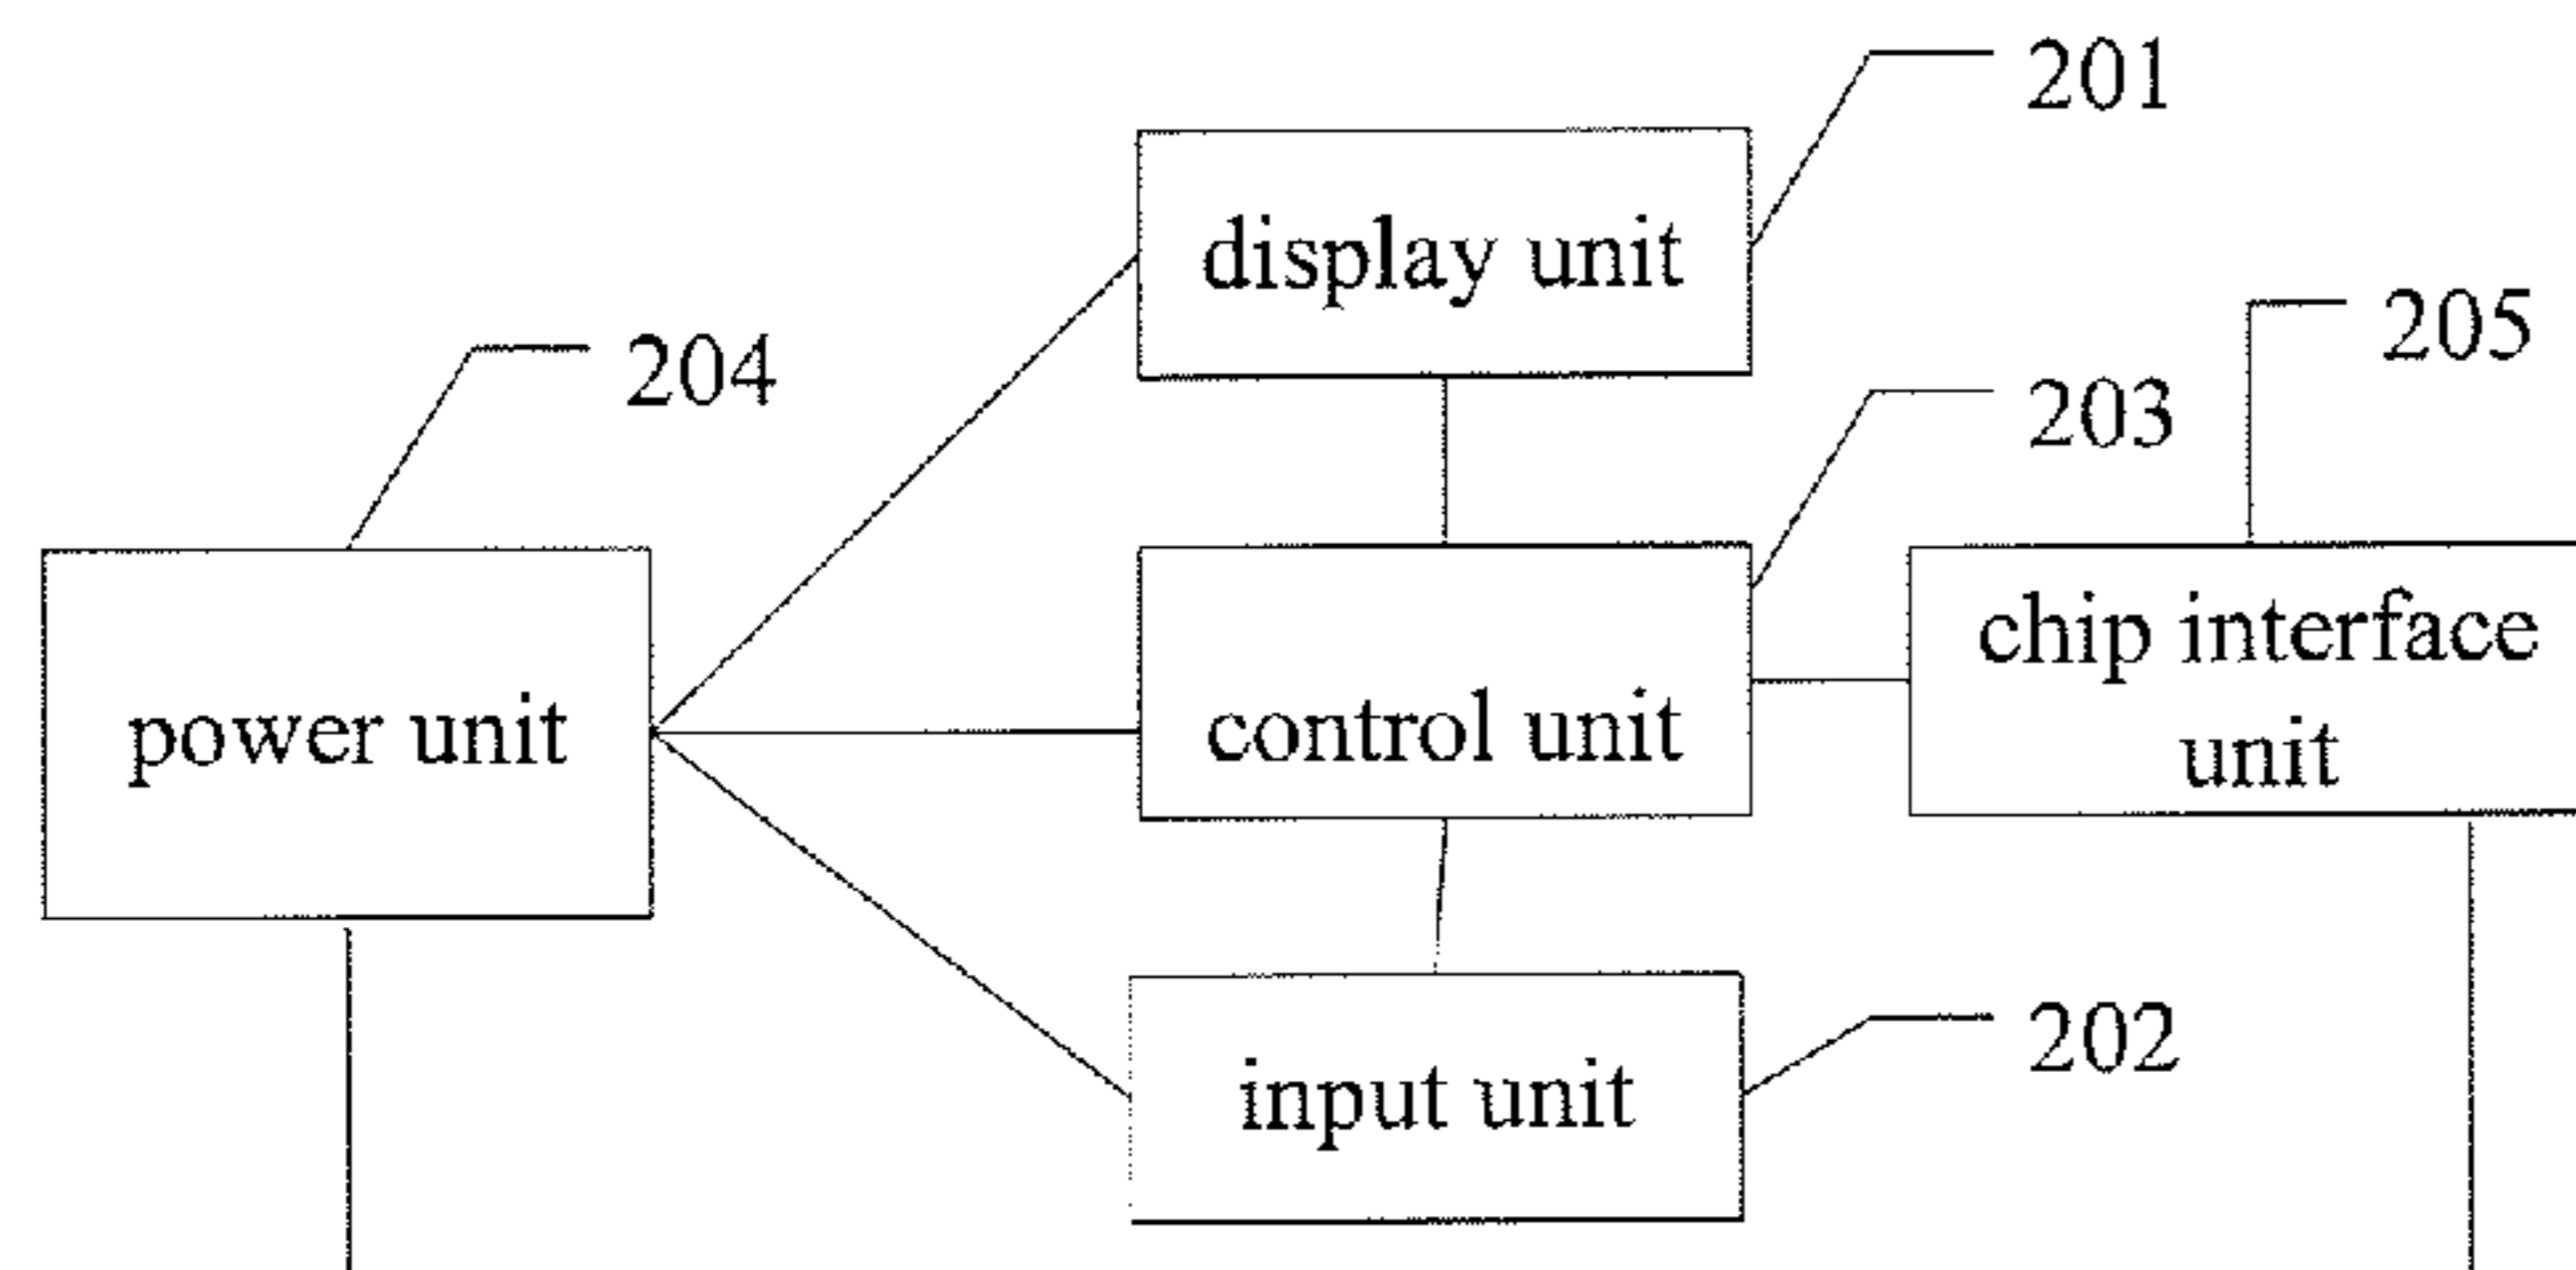 201
display unit
205
204
203
chip interface
unit
power unit
control unit
202
input unit